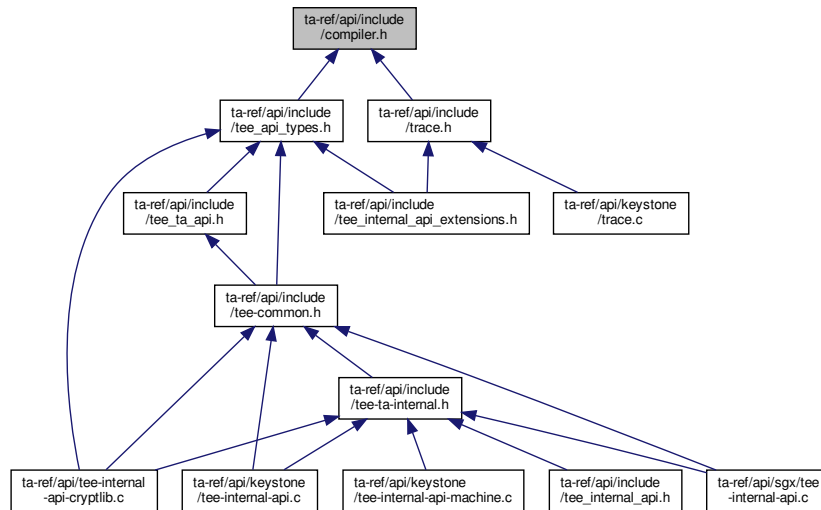 ta-ref/api/include
/compiler.h
ta-ref/api/include
/tee_api_types.h
ta-ref/api/include
/trace.h
ta-ref/api/include
/tee_ta_api.h
ta-ref/api/include
/tee_internal_api_extensions.h
ta-ref/api/keystone
/trace.c
ta-ref/api/include
/tee-common.h
ta-ref/api/include
/tee-ta-internal.h
ta-ref/api/tee-internal
-api-cryptlib.c
ta-ref/api/keystone
/tee-internal-api.c
ta-ref/api/keystone
/tee-internal-api-machine.c
ta-ref/api/include
/tee_internal_api.h
ta-ref/api/sgx/tee
-internal-api.c